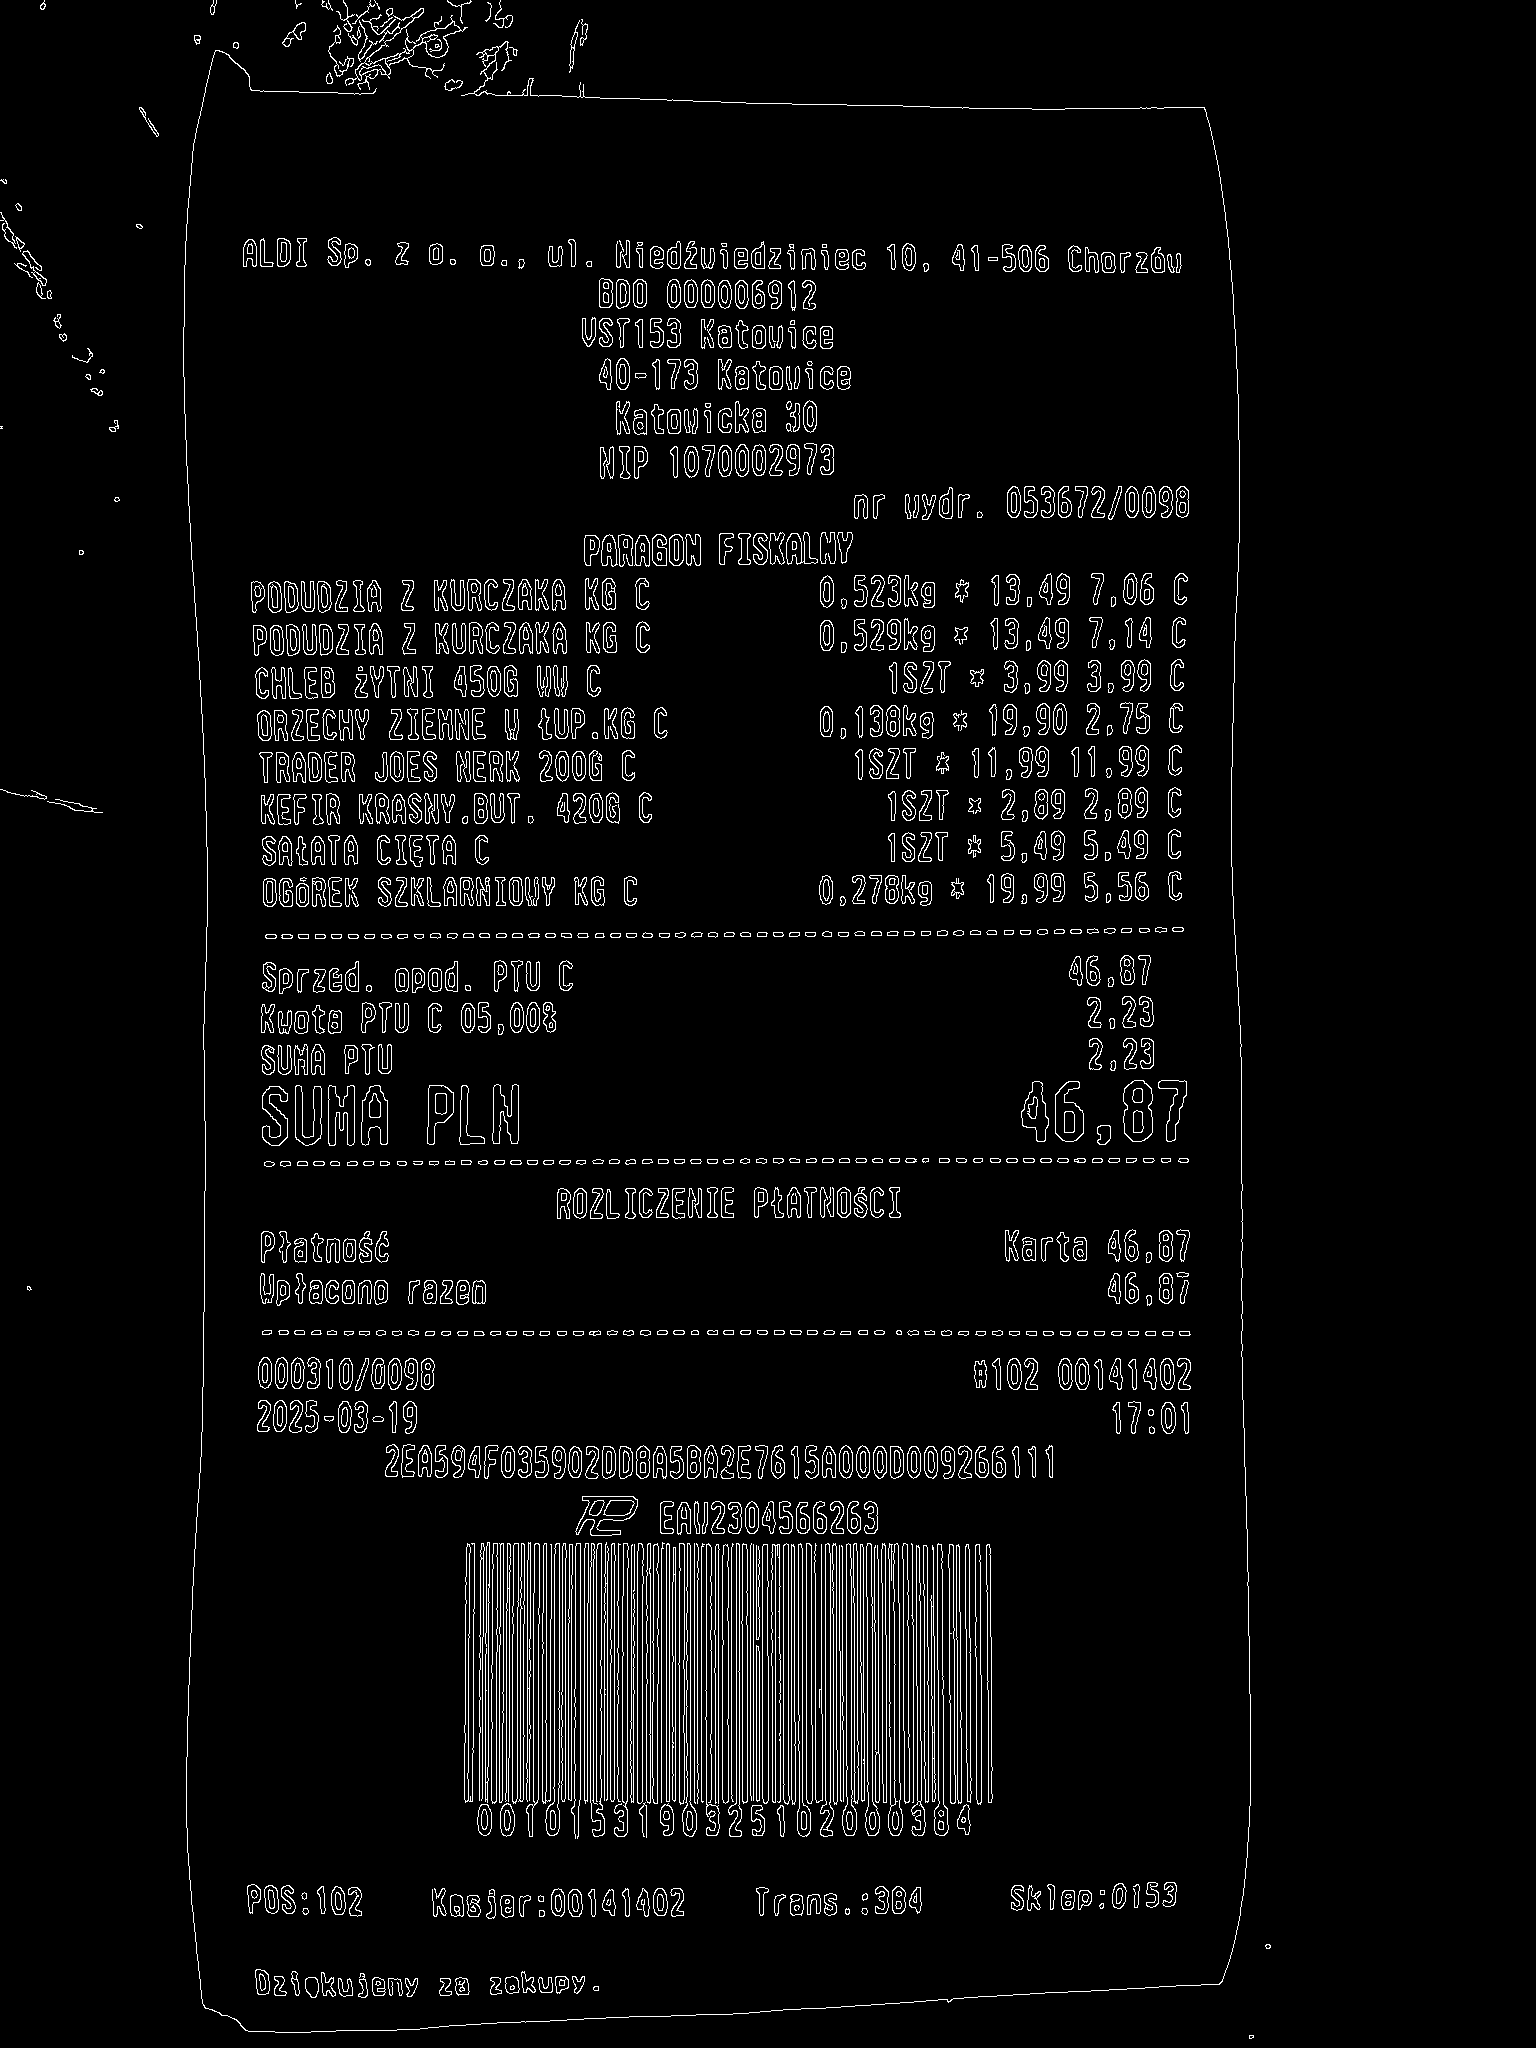 ALDI Sp. z o. o., ul. Niedźwiedziniec 10, 41-506 Chorzów
BDO 000006912
VST153 Katowice
40-173 Katowice
Katowicka 30
NIP 1070002973
nr wydr. 053672/0098
PARAGON FISKALNY
PODUDZIA Z KURCZAKA KG C 0,523kg * 13,49 7,06 C
PODUDZIA Z KURCZAKA KG C 0,529kg * 13,49 7,14 C
CHLEB ŻYTNI 450G WW C 1SZT * 3,99 3,99 C
ORZECHY ZIEMNE W ŁUP.KG C 0,138kg * 19,90 2,75 C
TRADER JOES NERK 200G C 1SZT * 11,99 11,99 C
KEFIR KRASNY.BUT. 420G C 1SZT * 2,89 2,89 C
SAŁATA CIĘTA C 1SZT * 5,49 5,49 C
OGÓREK SZKLARNIOWY KG C 0,278kg * 19,99 5,56 C
Sprzed. opod. PTU C 46,87
Kwota PTU C 05,00% 2,23
SUMA PTU 2,23
SUMA PLN 46,87
ROZLICZENIE PŁATNOŚCI
Płatność Karta 46,87
Wpłacono razem 46,87
000310/0098 #102 00141402
2025-03-19 17:01
2EA594F035902DD8A5BA2E7615A000D009266111
EAW2304566263
0010153190325102000384
POS:102 Kasjer:00141402 Trans.:384 Sklep:0153
Dziękujemy za zakupy.